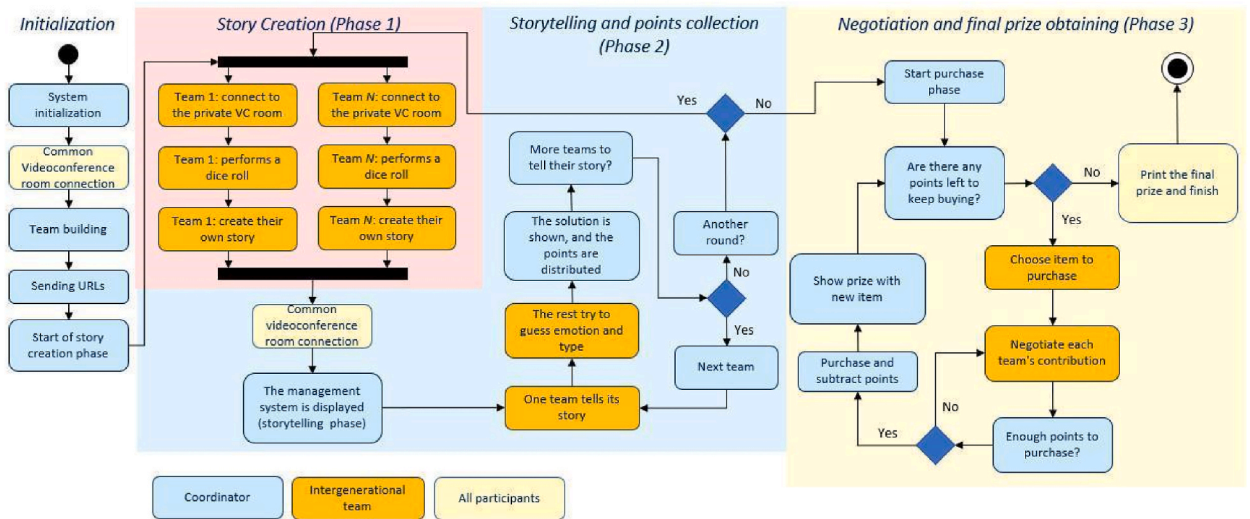 Initialization
System
initialization
Common
Videoconference
room connection
Team building
Sending URLs
Start of story
creation phase
Story Creation (Phase 1)
Team 1: connect to
the private VC room
Team N: connect to
the private VC room
Team 1: performs a
dice roll
Team N: performs a
dice roll
Team 1: create their
own story
Team N: create their
own story
Common
videoconference
room connection
The management
system is displayed
(storytelling phase)
Storytelling and points collection
(Phase 2)
Yes
No
More teams to
tell their story?
The solution is
shown, and the
points are
distributed
Another
round?
No
The rest try to
guess emotion and
type
Yes
Next team
One team tells its
story
Negotiation and final prize obtaining (Phase 3)
Start purchase
phase
Are there any
points left to
keep buying?
No
Print the final
prize and finish
Yes
Choose item to
purchase
Show prize with
new item
Negotiate each
team's contribution
Purchase and
subtract points
No
Yes
Enough points to
purchase?
Coordinator
Intergenerational
team
All participants